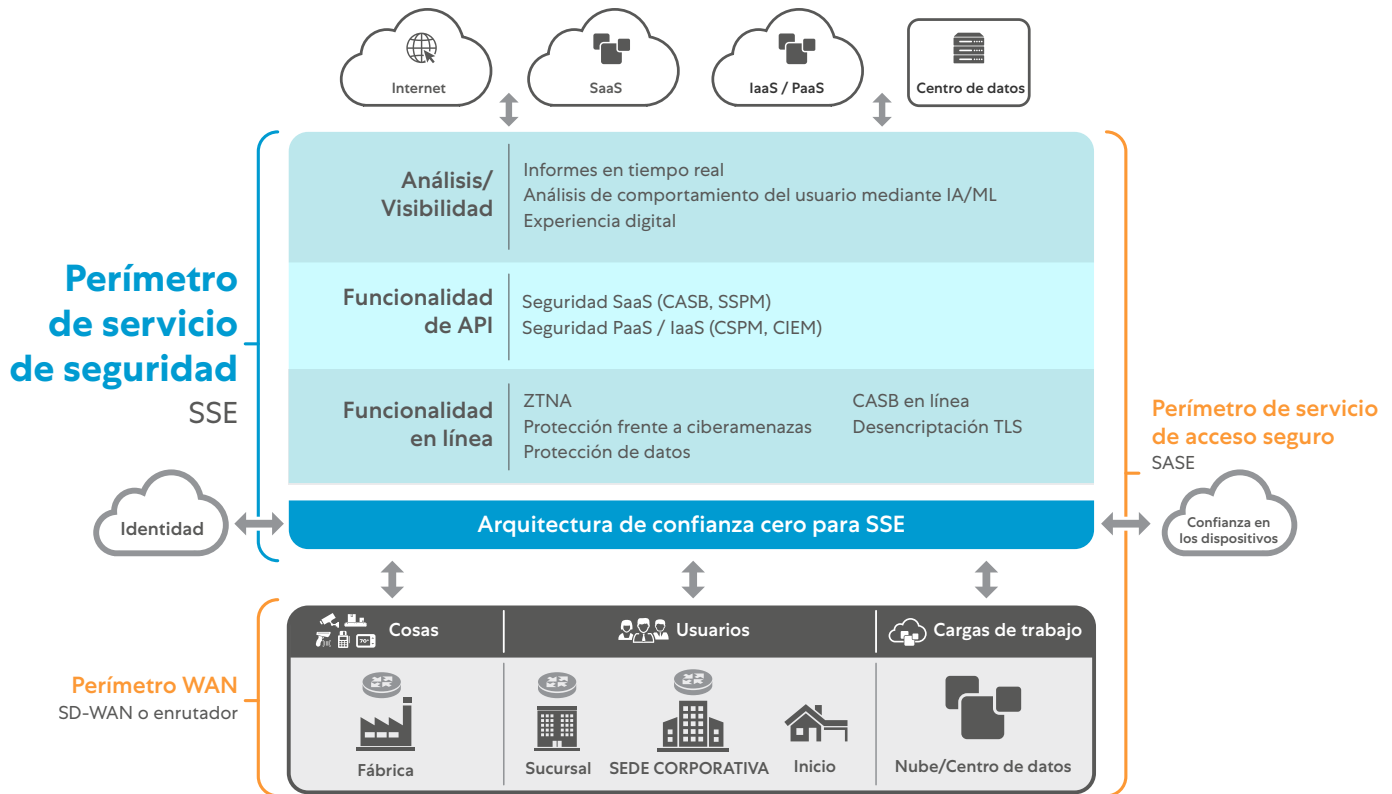 Internet
SaaS
IaaS / PaaS
Centro de datos
Perímetro
de servicio
de seguridad
SSE
Análisis/
Visibilidad
Informes en tiempo real
Análisis de comportamiento del usuario mediante IA/ML
Experiencia digital
Funcionalidad
de API
Seguridad SaaS (CASB, SSPM)
Seguridad PaaS / IaaS (CSPM, CIEM)
Funcionalidad
en línea
ZTNA
Protección frente a ciberamenazas
Protección de datos
CASB en línea
Desencriptación TLS
Perímetro de servicio
de acceso seguro
SASE
Identidad
Arquitectura de confianza cero para SSE
Confianza en
los dispositivos
Perímetro WAN
SD-WAN o enrutador
70°
Cosas
Usuarios
Cargas de trabajo
Fábrica
Sucursal
SEDE CORPORATIVA
Inicio
Nube/Centro de datos